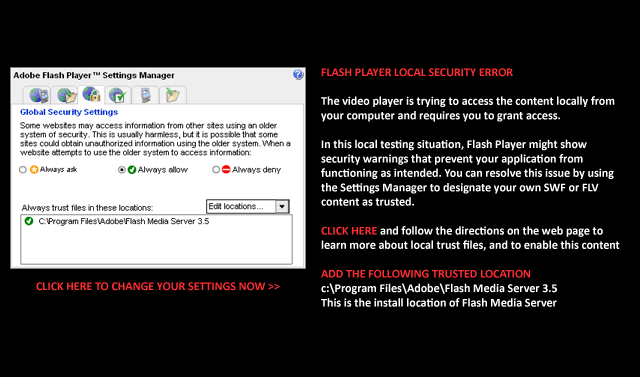 Adobe Flash Player™ Settings Manager
Global Security Settings
Some websites may access information from other sites using an older
system of security. This is usually harmless, but it is possible that some
sites could obtain unauthorized information using the older system. When a
website attempts to use the older system to access information:
Always ask
Always allow
Always deny
Always trust files in these locations:
Edit locations...
C:\Program Files\Adobe\Flash Media Server 3.5
CLICK HERE TO CHANGE YOUR SETTINGS NOW >>
FLASH PLAYER LOCAL SECURITY ERROR
The video player is trying to access the content locally from
your computer and requires you to grant access.
In this local testing situation, Flash Player might show
security warnings that prevent your application from
functioning as intended. You can resolve this issue by using
the Settings Manager to designate your own SWF or FLV
content as trusted.
CLICK HERE and follow the directions on the web page to
learn more about local trust files, and to enable this content
ADD THE FOLLOWING TRUSTED LOCATION
c:\Program Files\Adobe\Flash Media Server 3.5
This is the install location of Flash Media Server